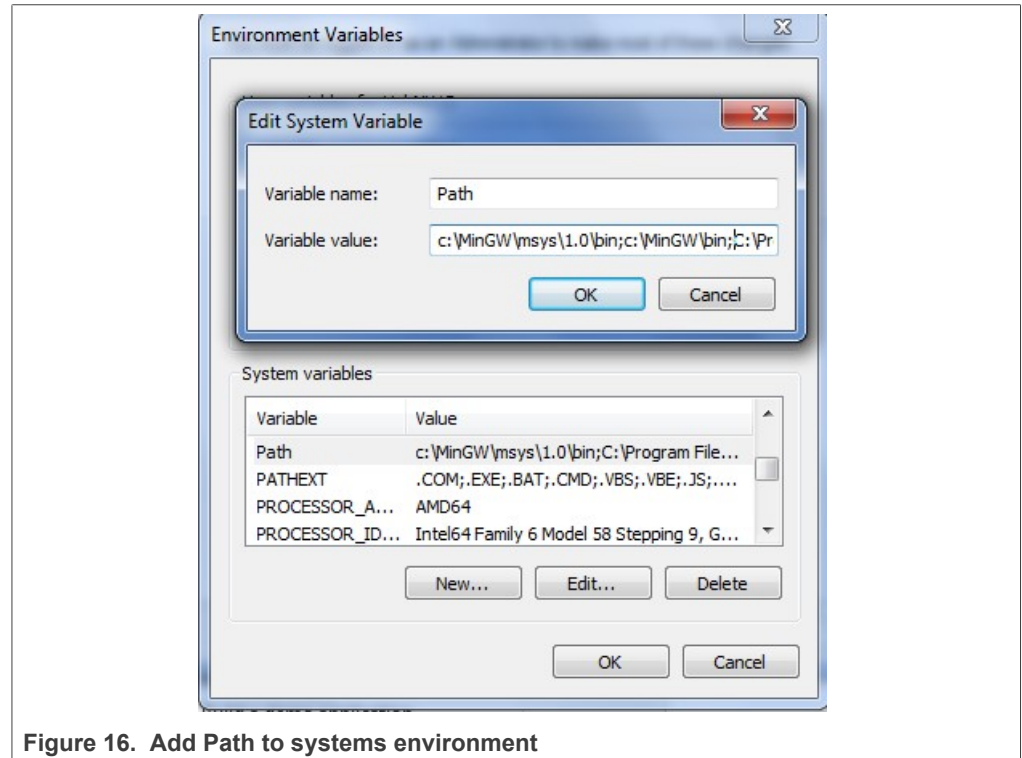 Environment Variables
Edit System Variable
Variable name:
Path
Variable value:
c:\MinGW\msys\1.0\bin;c:\MinGW\bin;C:\Pr
OK
Cancel
System variables
Variable Value
Path c:\MinGW\msys\1.0\bin;C:\Program File...
PATHEXT .COM;.EXE;.BAT;.CMD;.VBS;.VBE;.JS;....
PROCESSOR_A... AMD64
PROCESSOR_ID... Intel64 Family 6 Model 58 Stepping 9, G...
New... Edit... Delete
OK Cancel
Figure 16. Add Path to systems environment